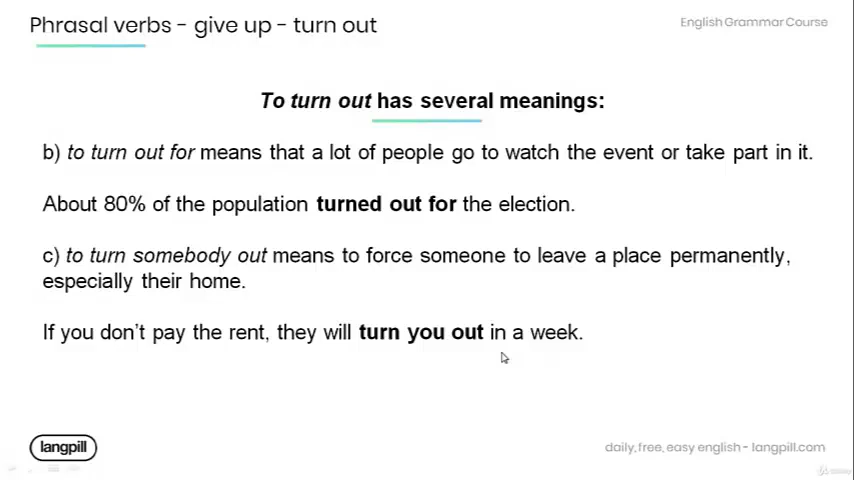 Phrasal verbs - give up - turn out
English Grammar Course
To turn out has several meanings:
b) to turn out for means that a lot of people go to watch the event or take part in it.
About 80% of the population turned out for the election.
c) to turn somebody out means to force someone to leave a place permanently,
especially their home.
If you don't pay the rent, they will turn you out in a week.
langpill
daily, free, easy english - langpill.com